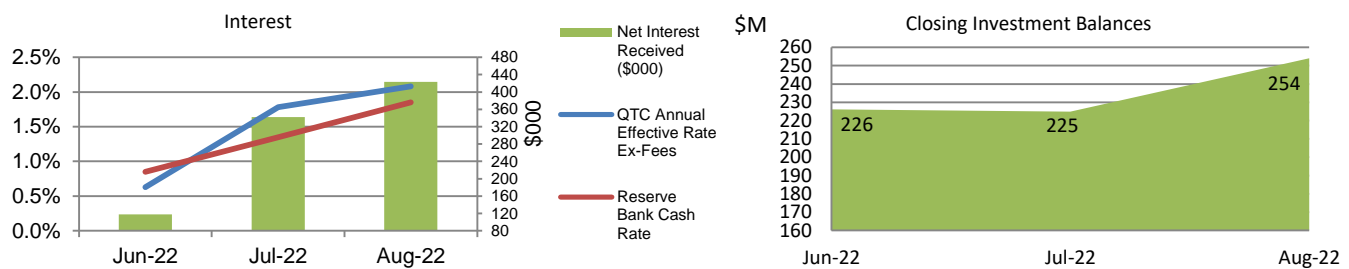 Interest
2.5%
2.0%
1.5%
1.0%
0.5%
0.0%
480
440
400
360
320
280
240
200
160
120
80
$000
Jun-22
Jul-22
Aug-22
Net Interest
Received
($000)
QTC Annual
Effective Rate
Ex-Fees
Reserve
Bank Cash
Rate
$M
Closing Investment Balances
260
250
240
230
220
210
200
190
180
170
160
226
225
254
Jun-22
Jul-22
Aug-22